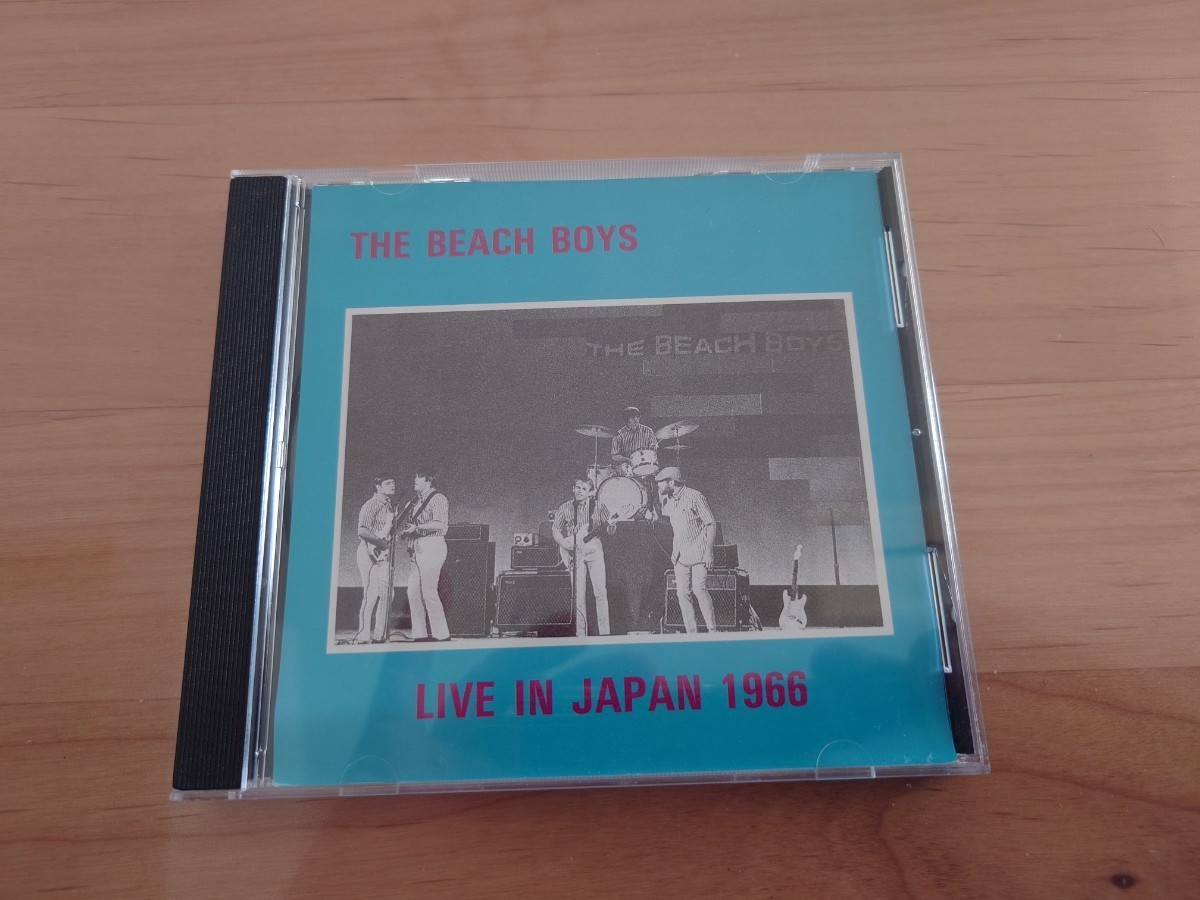 THE BEACH BOYS
THE BEACH BOYS
LIVE IN JAPAN 1966